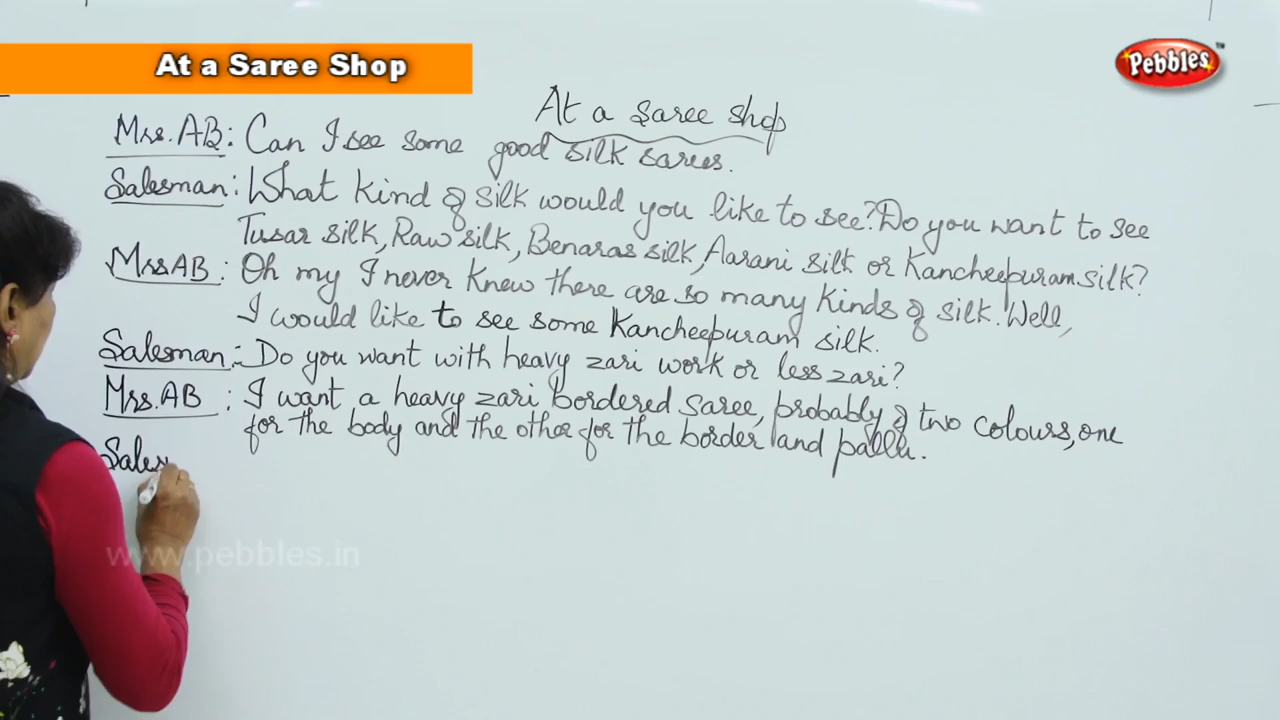 At a Saree Shop
Pebbles
TM
At a saree shop
Mrs. AB: Can I see some good silk sarees.
Salesman: What kind of silk would you like to see? Do you want to see
Tusar silk, Raw silk, Benaras silk, Aarani silk or Kancheepuram silk?
Mrs AB: Oh my I never knew there are so many kinds of silk. Well,
I would like to see some Kancheepuram silk.
Salesman:- Do you want with heavy zari work or less zari?
Mrs. AB : I want a heavy zari bordered saree, probably of two colours, one
for the body and the other for the border and pallu.
Sales
www.pebbles.in